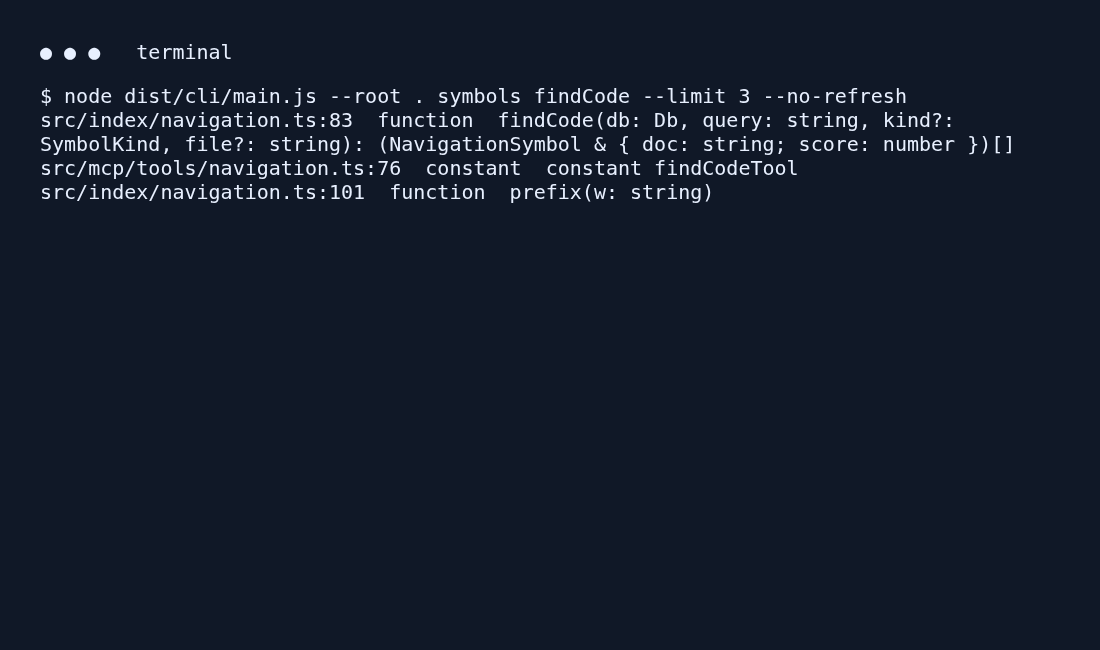 ● ● ●   terminal
$ node dist/cli/main.js --root . symbols findCode --limit 3 --no-refresh
src/index/navigation.ts:83  function  findCode(db: Db, query: string, kind?:
SymbolKind, file?: string): (NavigationSymbol & { doc: string; score: number })[]
src/mcp/tools/navigation.ts:76  constant  constant findCodeTool
src/index/navigation.ts:101  function  prefix(w: string)